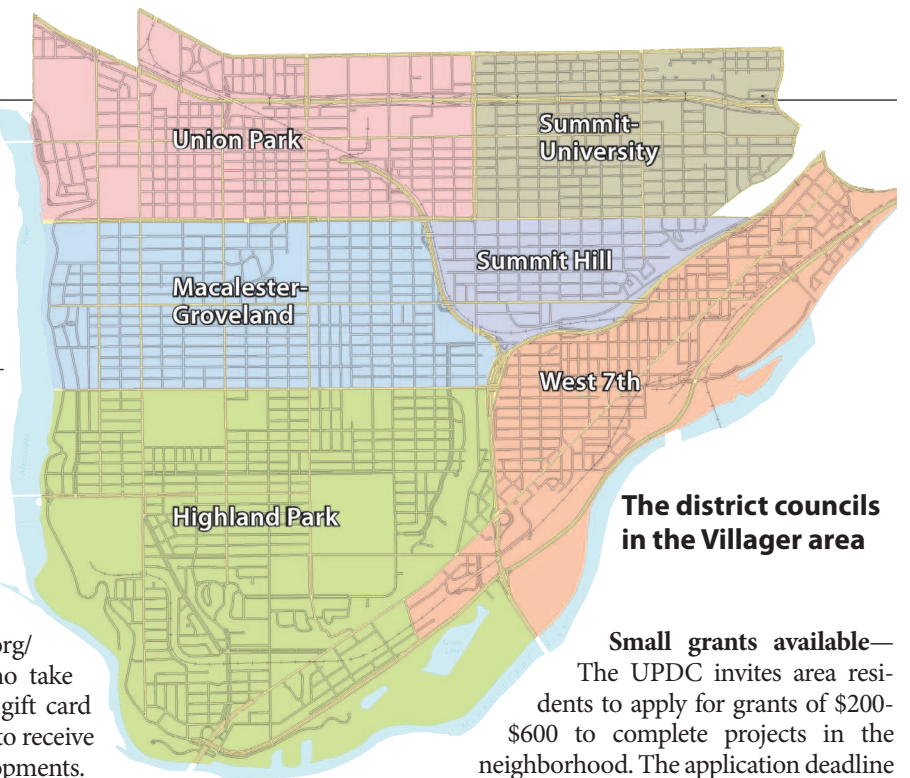 Union Park
Summit-
University
Summit Hill
Macalester-
Groveland
West 7th
Highland Park
The district councils
in the Villager area
org/
no take
gift card
to receive
opments.
Small grants available—
The UPDC invites area resi-
dents to apply for grants of $200-
$600 to complete projects in the
neighborhood. The application deadline